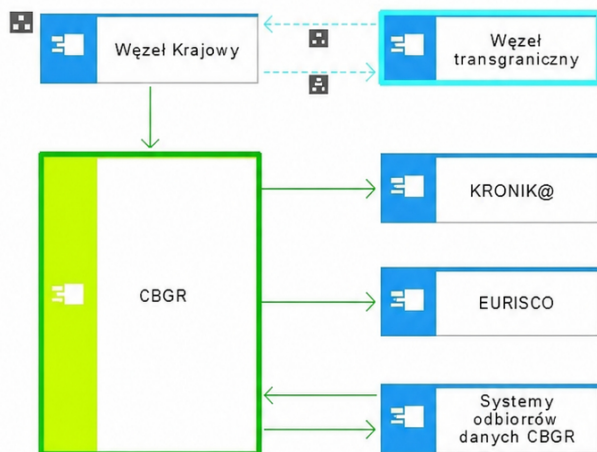 Węzeł Krajowy
Węzeł
transgraniczny
KRONIK@
CBGR
EURISCO
Systemy
odbiorrów
danych CBGR